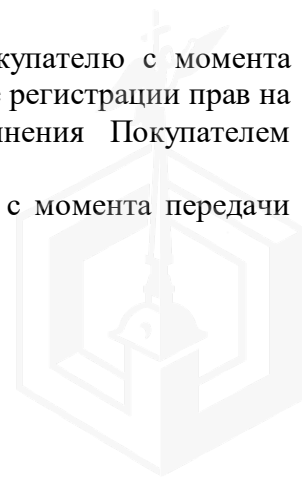 купателю с момента
регистрации прав на
нения Покупателем
с момента передачи